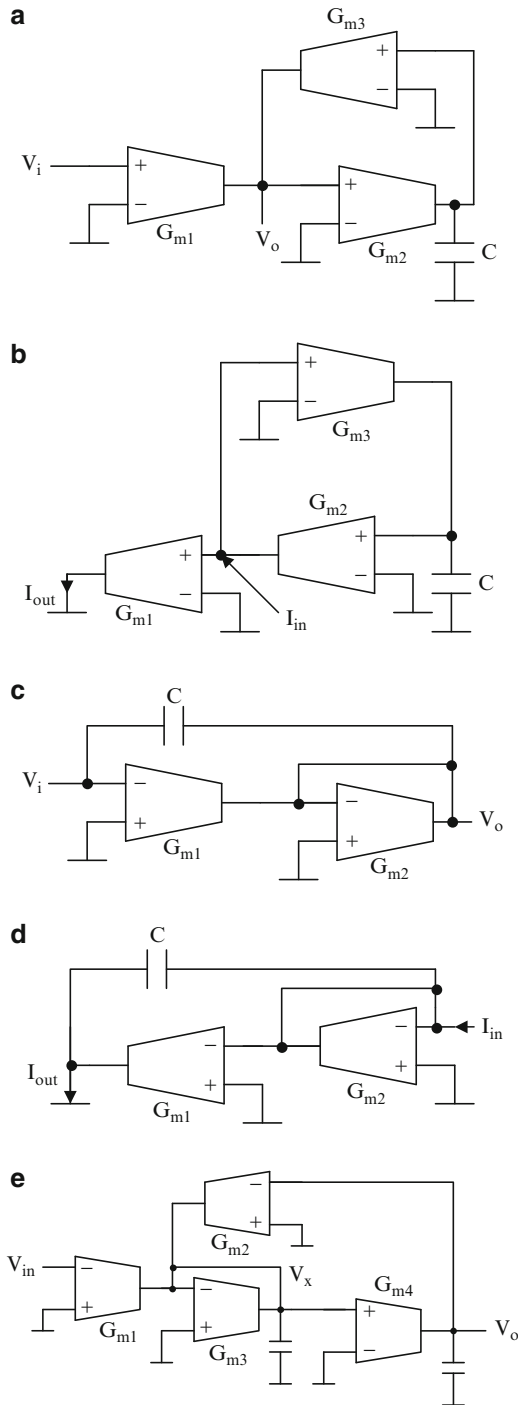 a
G_m3
+
−
V_i
+
−
G_m1
V_o
+
−
G_m2
C
b
+
−
G_m3
G_m2
+
−
+
−
I_out
G_m1
I_in
C
c
C
V_i
−
+
G_m1
−
+
G_m2
V_o
d
C
−
+
−
+
I_in
I_out
G_m1
G_m2
e
−
+
G_m2
V_in
−
+
G_m1
V_x
−
+
G_m3
G_m4
+
−
V_o